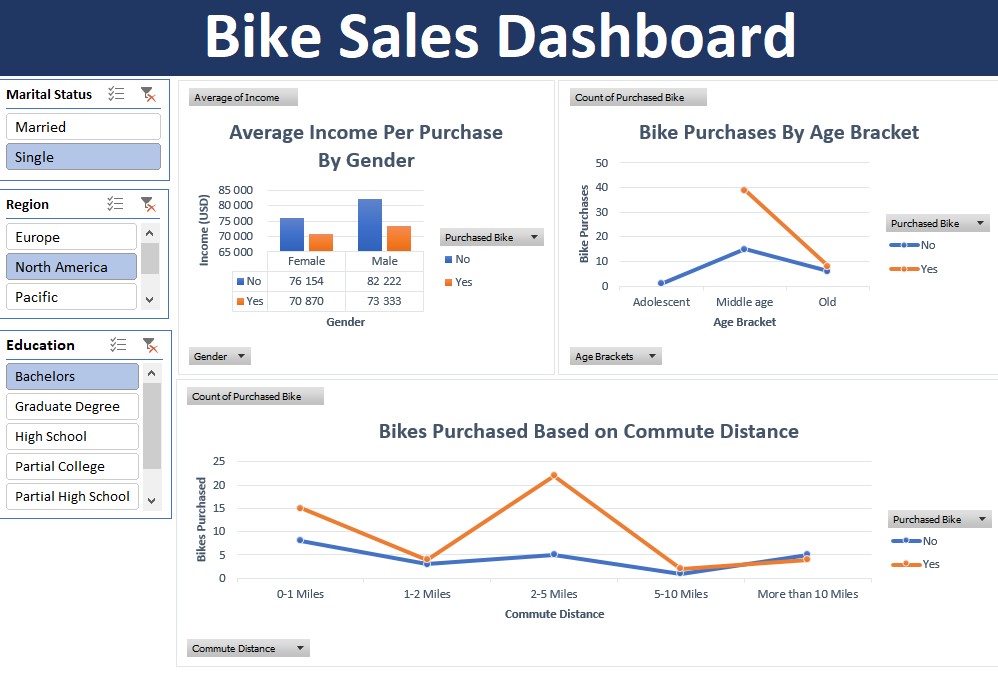 Bike Sales Dashboard
Marital Status
Married
Single
Region
Europe
North America
Pacific
Education
Bachelors
Graduate Degree
High School
Partial College
Partial High School
Average of Income
Average Income Per Purchase
By Gender
Income (USD)
85 000
80 000
75 000
70 000
65 000
Female Male
No 76 154 82 222
Yes 70 870 73 333
Gender
Purchased Bike
No
Yes
Gender
Count of Purchased Bike
Bike Purchases By Age Bracket
Bike Purchases
50
40
30
20
10
0
Adolescent Middle age Old
Age Bracket
Purchased Bike
No
Yes
Age Brackets
Count of Purchased Bike
Bikes Purchased Based on Commute Distance
Bikes Purchased
25
20
15
10
5
0
0-1 Miles 1-2 Miles 2-5 Miles 5-10 Miles More than 10 Miles
Commute Distance
Purchased Bike
No
Yes
Commute Distance